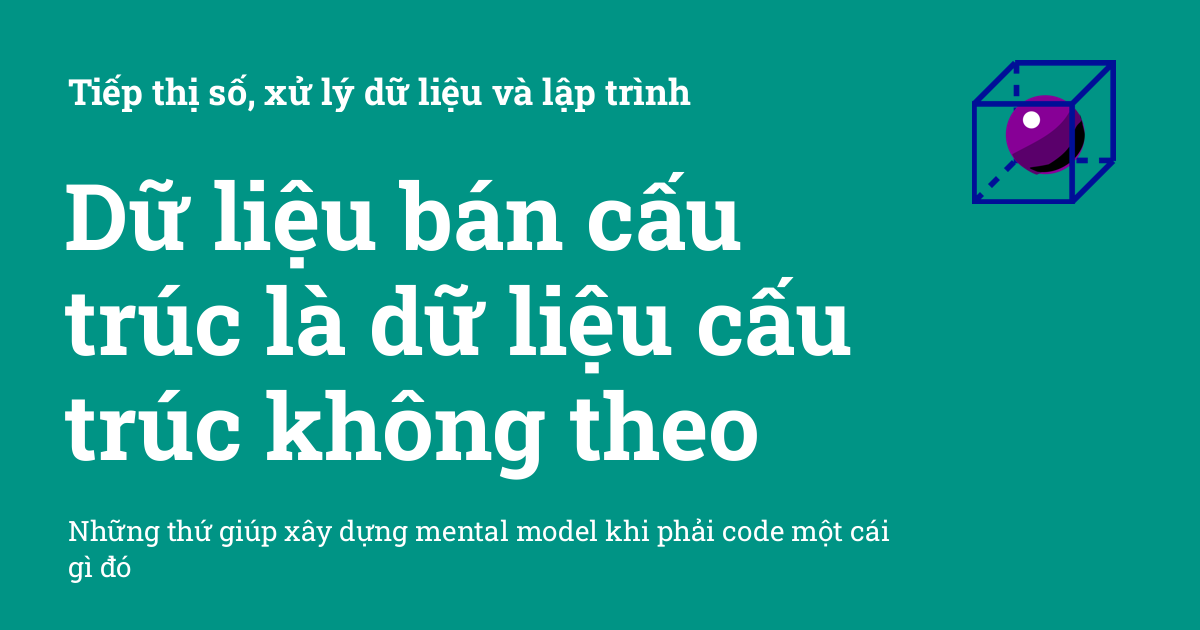 Tiếp thị số, xử lý dữ liệu và lập trình
Dữ liệu bán cấu
trúc là dữ liệu cấu
trúc không theo
Những thứ giúp xây dựng mental model khi phải code một cái
gì đó